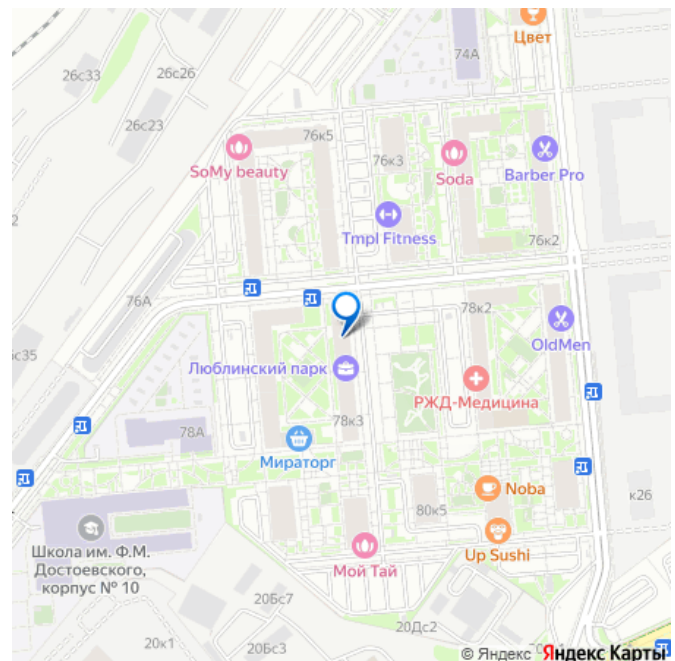 Цвет
74А
26с33
26с26
26с23
76к5
SoMy beauty
76к3
Soda
Barber Pro
Tmpl Fitness
76к2
76А
78к2
OldMen
с35
Люблинский парк
РЖД-Медицина
78к3
78А
Мираторг
Noba
к26
80к5
Up Sushi
Школа им. Ф.М.
Достоевского,
корпус № 10
Мой Тай
20Бс7
20Дс2
20к1
20Бс3
© Яндекс Яндекс Карты